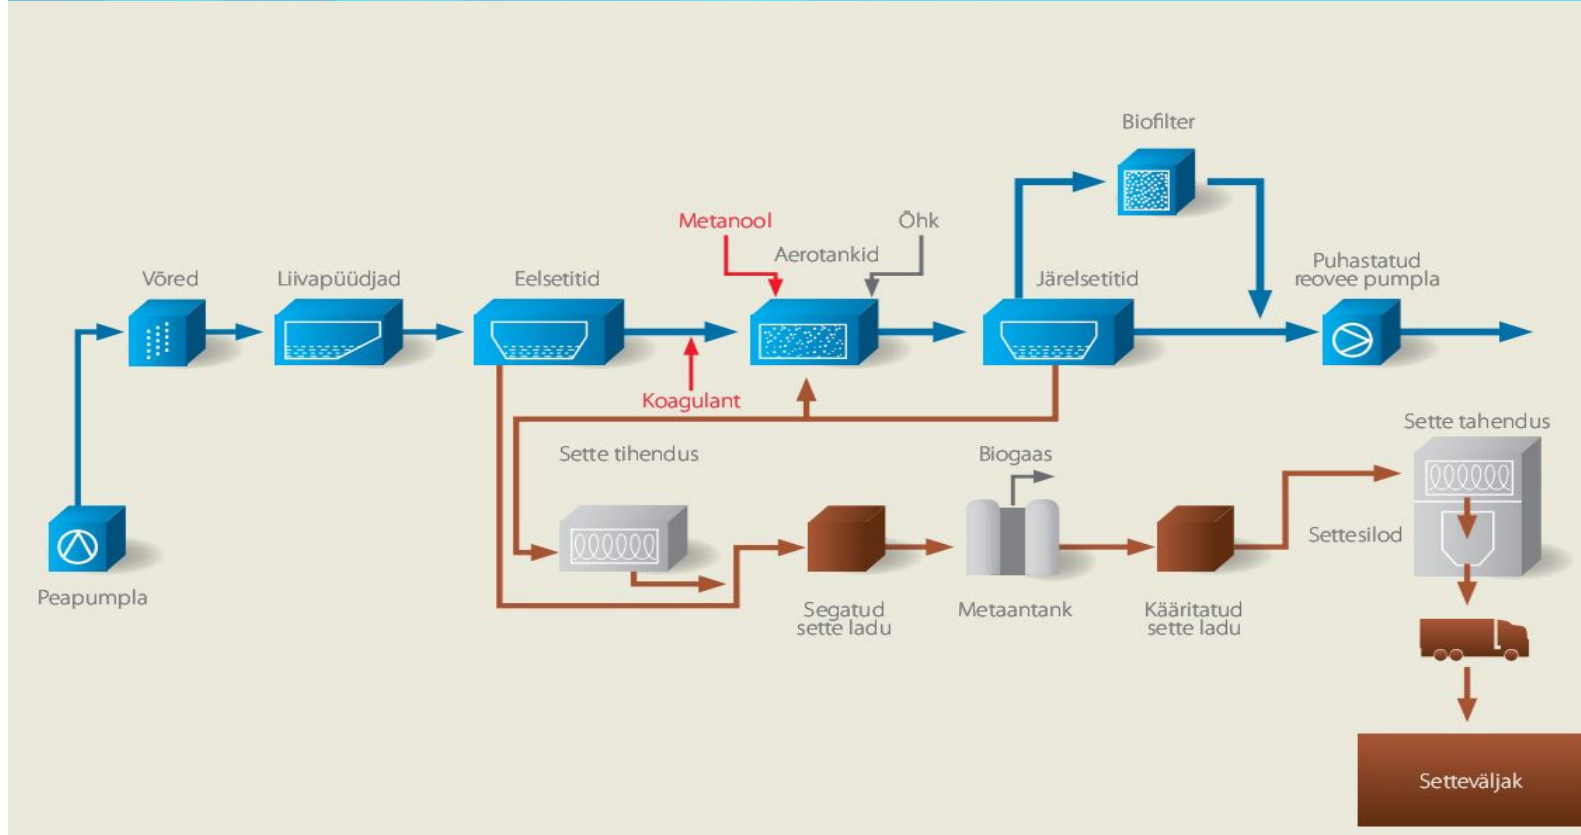 Biofilter
Metanool
Õhk
Aerotankid
Võred
Liivapüüdjad
Eelsetitid
Järelsetitid
Puhastatud
reovee pumpla
Koagulant
Sette tihendus
Biogaas
Sette tahendus
Settesilod
Peapumpla
Segatud
sette ladu
Metaantank
Kääritatud
sette ladu
Setteväljak